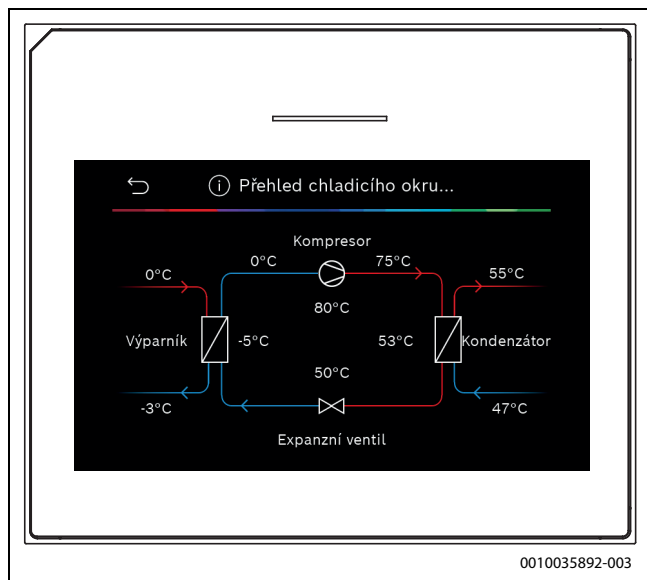 Přehled chladicího okru...
Kompresor
0°C
0°C
75°C
55°C
80°C
Výparník
-5°C
53°C
Kondenzátor
50°C
-3°C
47°C
Expanzní ventil
0010035892-003